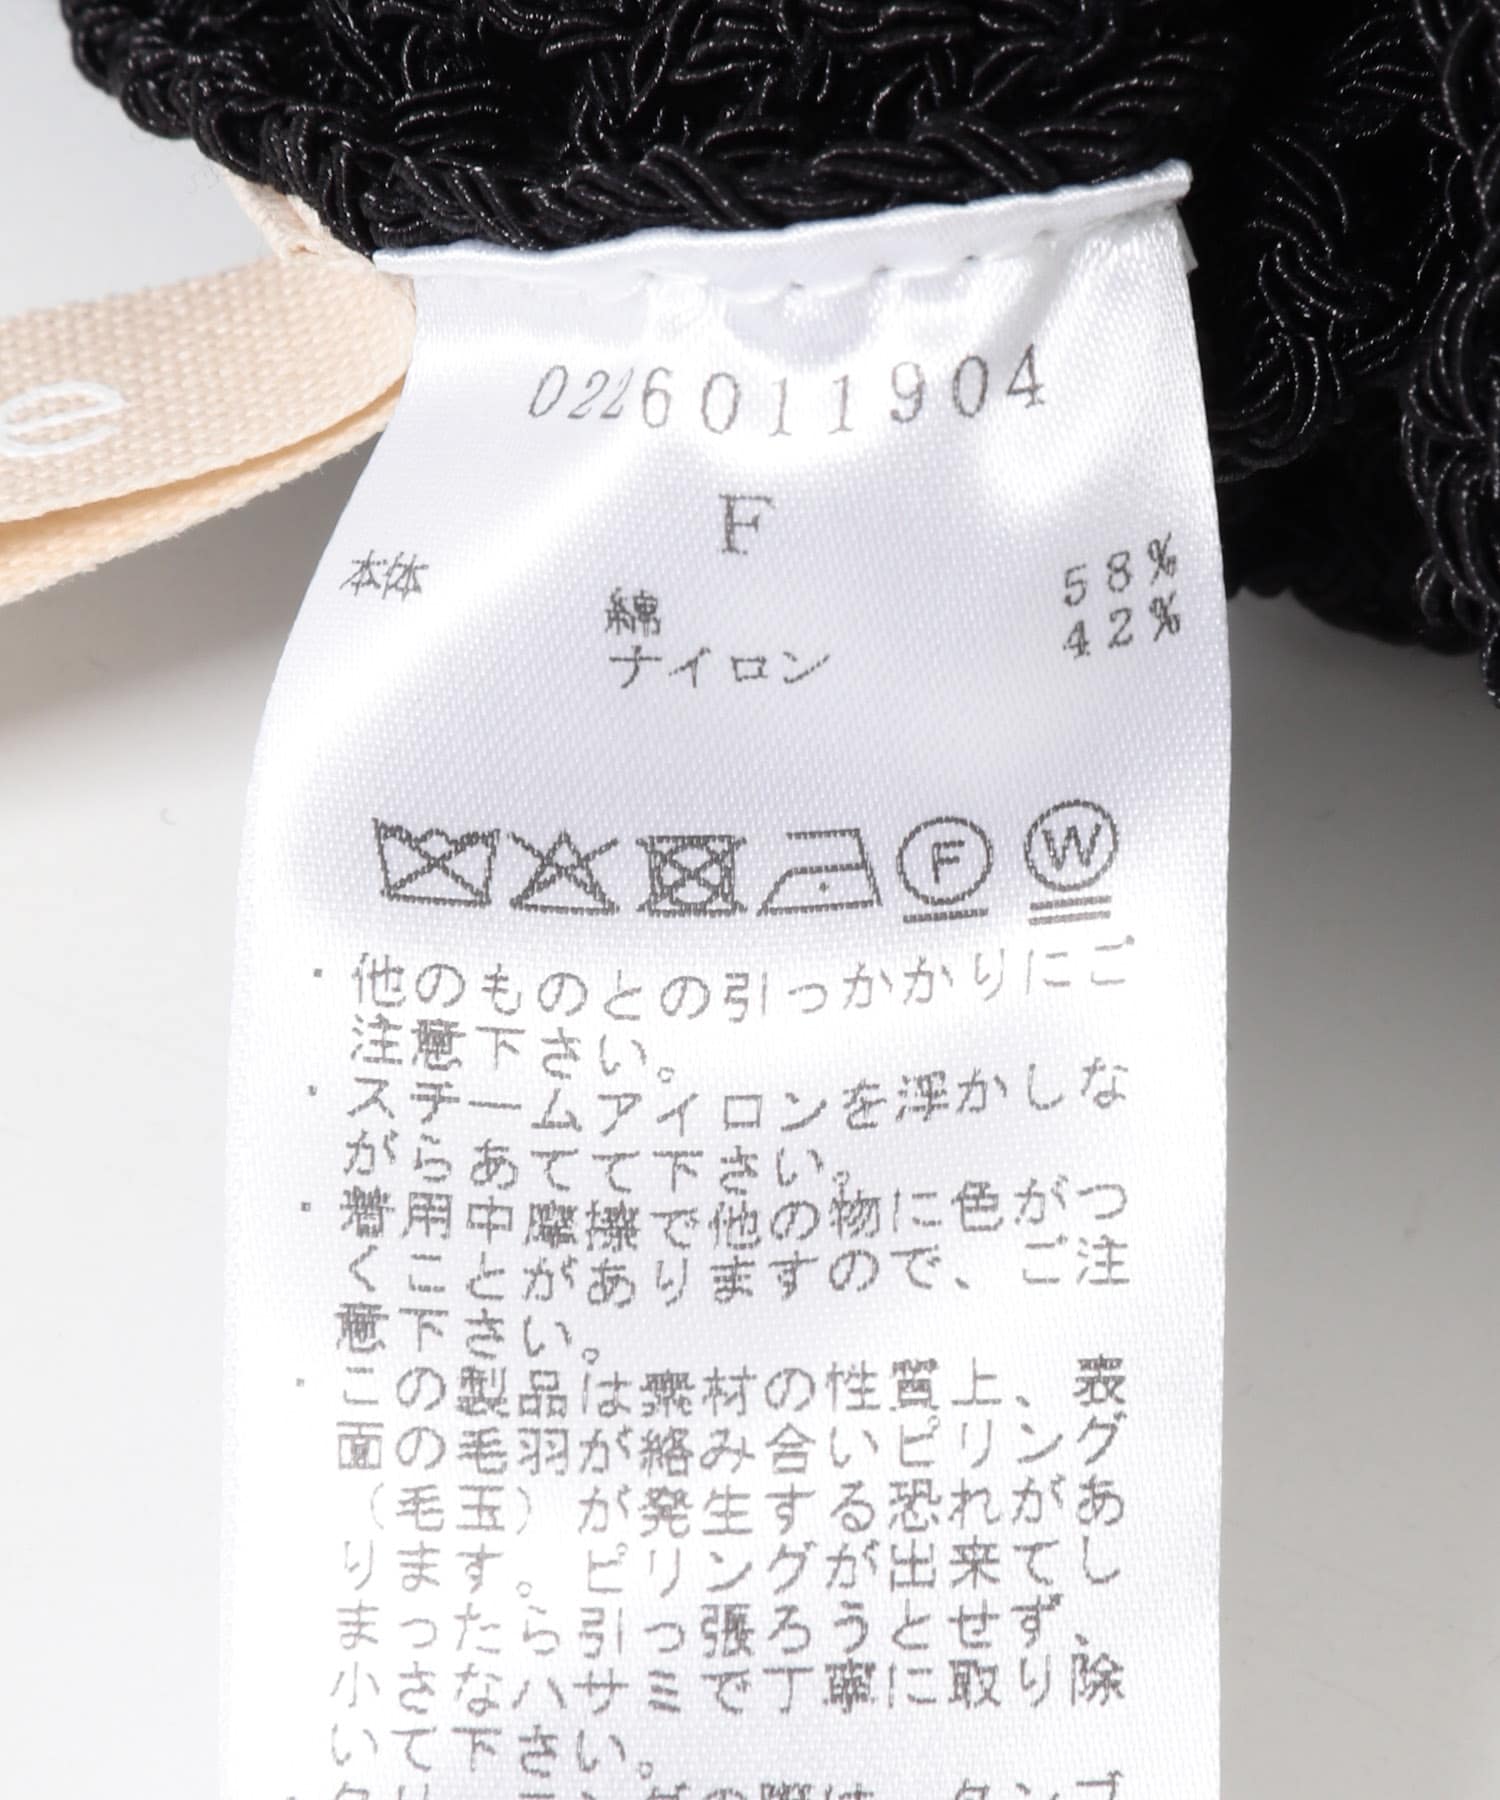 0226011904
F
本体
綿 58%
ナイロン 42%
F
W
・他のものとの引っかかりにご
注意下さい。
・スチームアイロンを浮かしな
がらあてて下さい。
・着用中摩擦で他の物に色がつ
くことがありますので、ご注
意下さい。
・この製品は素材の性質上、表
面の毛羽が絡み合いピリング
(毛玉)が発生する恐れがあ
ります。ピリングが出来てし
まったら引っ張ろうとせず、
小さなハサミで丁寧に取り除
いて下さい。
e